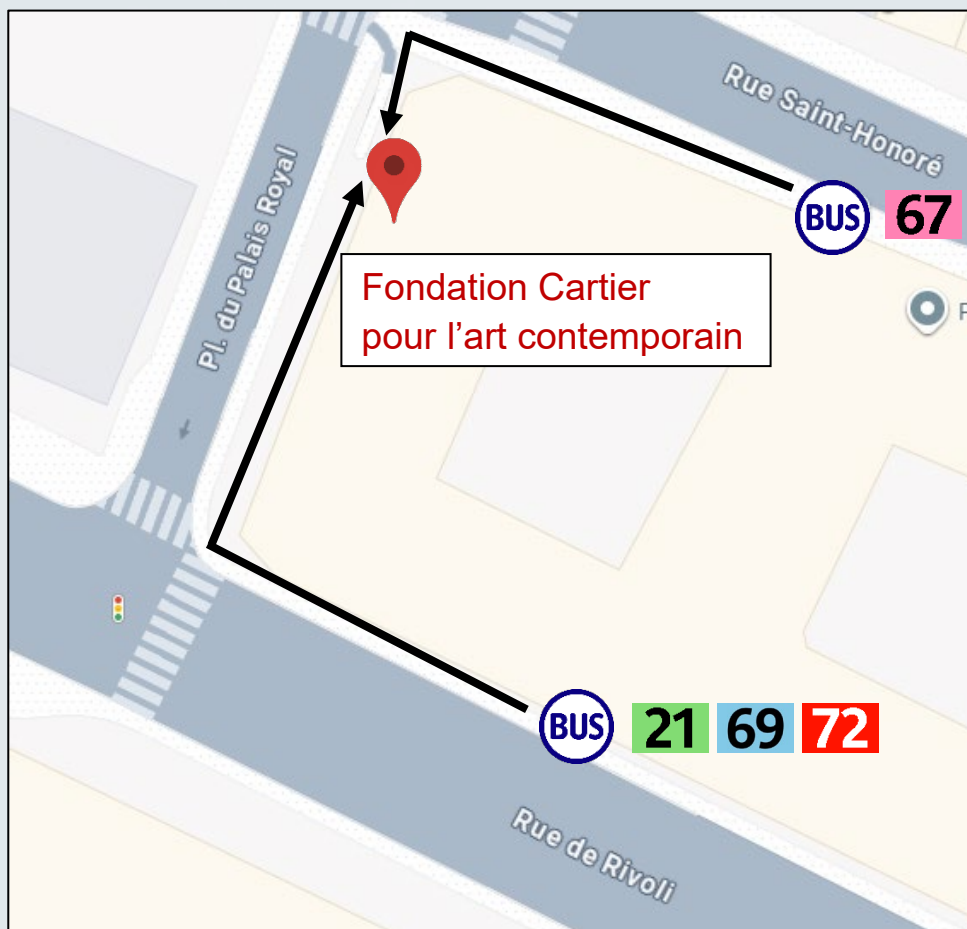 Rue Saint-Honoré
Pl. du Palais Royal
BUS 67
Fondation Cartier
pour l’art contemporain
BUS 21 69 72
Rue de Rivoli